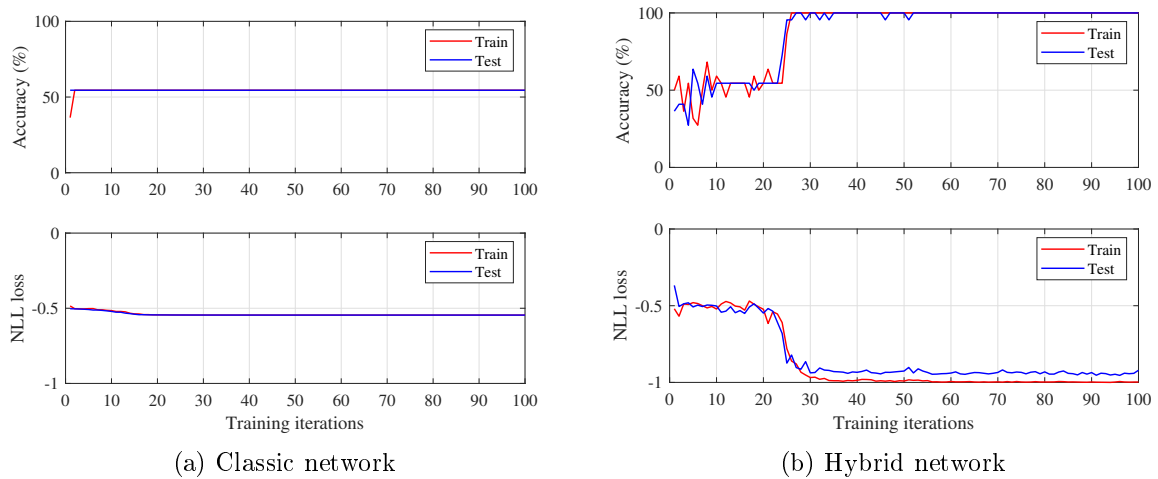 100
50
0
Accuracy (%)
Train
Test
0 10 20 30 40 50 60 70 80 90 100
0
-0.5
-1
NLL loss
Train
Test
0 10 20 30 40 50 60 70 80 90 100
Training iterations
(a) Classic network
100
50
0
Accuracy (%)
Train
Test
0 10 20 30 40 50 60 70 80 90 100
0
-0.5
-1
NLL loss
Train
Test
0 10 20 30 40 50 60 70 80 90 100
Training iterations
(b) Hybrid network